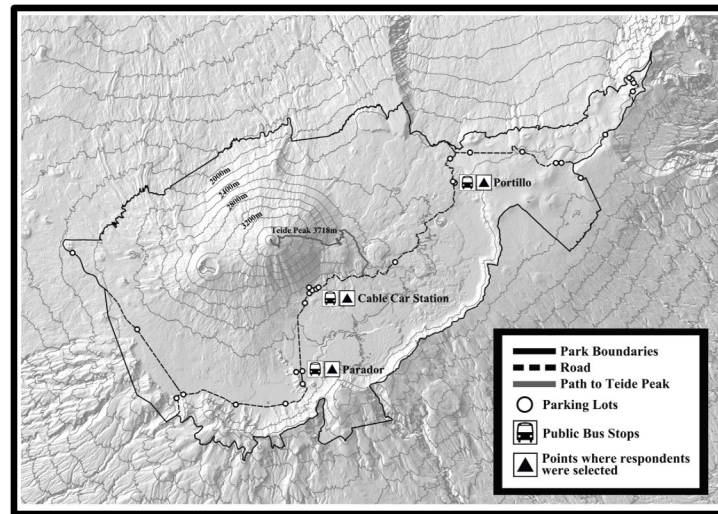 2000m
2400m
2800m
3200m
Teide Peak 3718m
Portillo
Cable Car Station
Parador
Park Boundaries
Road
Path to Teide Peak
Parking Lots
Public Bus Stops
Points where respondents
were selected